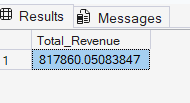 Results Messages
Total_Revenue
1 817860.05083847